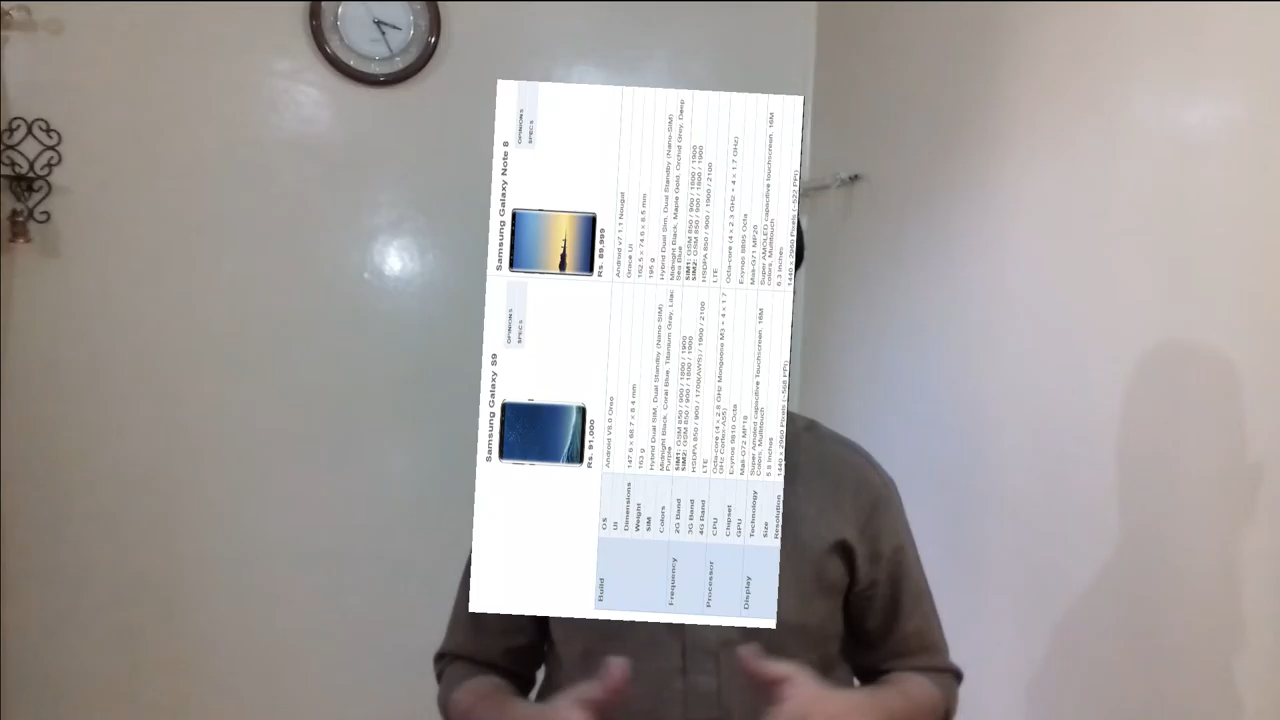 Samsung Galaxy S9
Samsung Galaxy Note 8
OPINIONS
SPECS
OPINIONS
SPECS
Rs. 91,000
Rs. 89,999
Build
OS
Android V8.0 Oreo
Android v7.1.1 Nougat
UI
Grace UI
Dimensions
147.6 x 68.7 x 8.4 mm
162.5 x 74.6 x 8.5 mm
Weight
163 g
195 g
SIM
Hybrid Dual SIM, Dual Standby (Nano-SIM)
Hybrid Dual Sim, Dual Standby (Nano-SIM)
Colors
Midnight Black, Coral Blue, Titanium Gray, Lilac
Purple
Midnight Black, Maple Gold, Orchid Grey, Deep
Sea Blue
Frequency
2G Band
SIM1: GSM 850 / 900 / 1800 / 1900
SIM2: GSM 850 / 900 / 1800 / 1900
SIM1: GSM 850 / 900 / 1800 / 1900
SIM2: GSM 850 / 900 / 1800 / 1900
3G Band
HSDPA 850 / 900 / 1700(AWS) / 1900 / 2100
HSDPA 850 / 900 / 1900 / 2100
4G Band
LTE
LTE
Processor
CPU
Octa-core (4 x 2.8 GHz Mongoose M3 + 4 x 1.7
GHz Cortex-A55)
Octa-core (4 x 2.3 GHz + 4 x 1.7 GHz)
Chipset
Exynos 9810 Octa
Exynos 8895 Octa
GPU
Mali-G72 MP18
Mali-G71 MP20
Display
Technology
Super Amoled capacitive Touchscreen, 16M
Colors, Multitouch
Super AMOLED capacitive touchscreen, 16M
colors, Multitouch
Size
5.8 Inches
6.3 Inches
Resolution
1440 x 2960 Pixels (~568 PPI)
1440 x 2960 Pixels (~522 PPI)